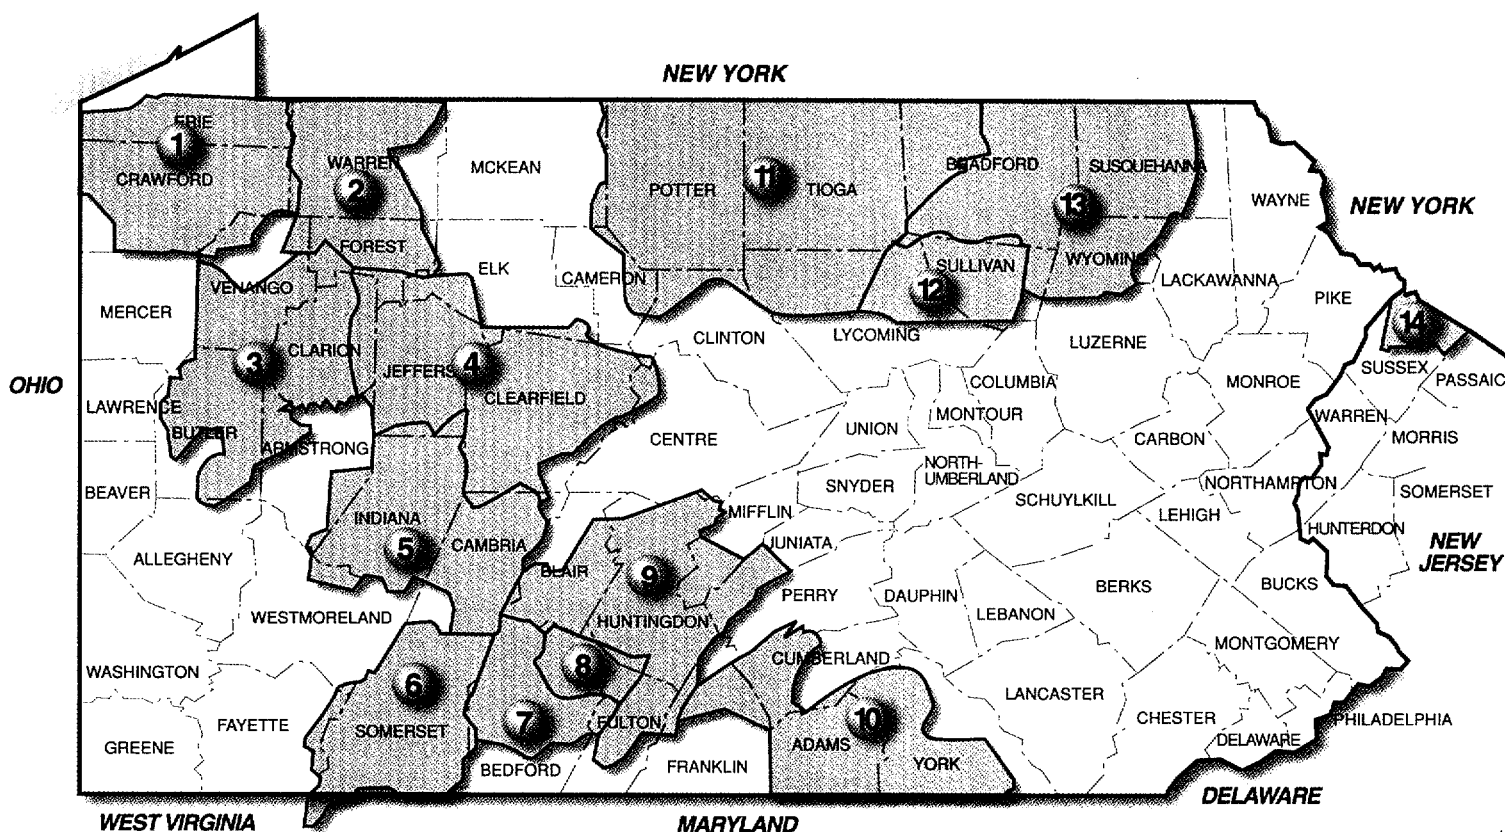 NEW YORK
ERIE
1
CRAWFORD
WARREN
2
MCKEAN
POTTER
11
TIOGA
BRADFORD
SUSQUEHANNA
13
WAYNE
NEW YORK
FOREST
ELK
CAMERON
SULLIVAN
12
WYOMING
LACKAWANNA
PIKE
VENANGO
MERCER
CLINTON
LYCOMING
LUZERNE
14
SUSSEX
PASSAIC
OHIO
3
CLARION
JEFFERS
4
CLEARFIELD
COLUMBIA
MONROE
LAWRENCE
BUTLER
ARMSTRONG
CENTRE
UNION
MONTOUR
CARBON
WARREN
MORRIS
BEAVER
SNYDER
NORTH-
UMBERLAND
SCHUYLKILL
NORTHAMPTON
LEHIGH
SOMERSET
INDIANA
5
CAMBRIA
MIFFLIN
JUNIATA
HUNTERDON
NEW
JERSEY
ALLEGHENY
BLAIR
9
PERRY
DAUPHIN
LEBANON
BERKS
BUCKS
WESTMORELAND
HUNTINGDON
MONTGOMERY
WASHINGTON
6
8
CUMBERLAND
LANCASTER
CHESTER
PHILADELPHIA
GREENE
FAYETTE
SOMERSET
7
FULTON
10
ADAMS
YORK
DELAWARE
BEDFORD
FRANKLIN
DELAWARE
WEST VIRGINIA
MARYLAND